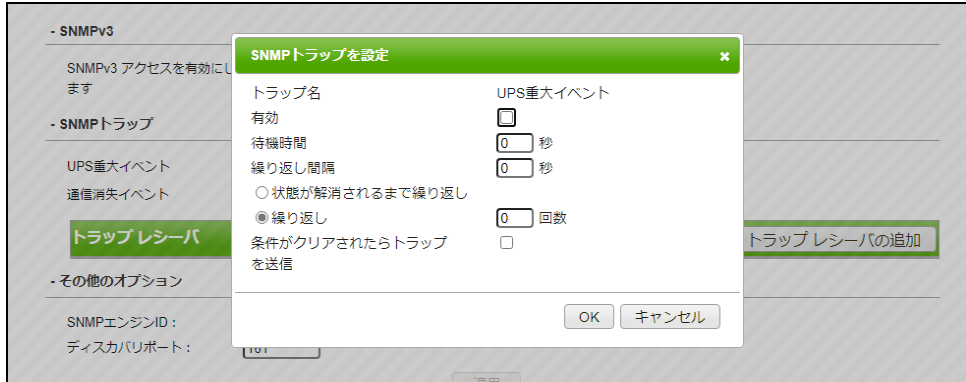 - SNMPv3
SNMPv3 アクセスを有効にし
ます
- SNMPトラップ
UPS重大イベント
通信消失イベント
トラップ レシーバ
トラップ レシーバの追加
- その他のオプション
SNMPエンジンID :
ディスカバリポート :
161
適用
SNMPトラップを設定
トラップ名 UPS重大イベント
有効
待機時間 0 秒
繰り返し間隔 0 秒
状態が解消されるまで繰り返し
繰り返し 0 回数
条件がクリアされたらトラップ
を送信
OK キャンセル